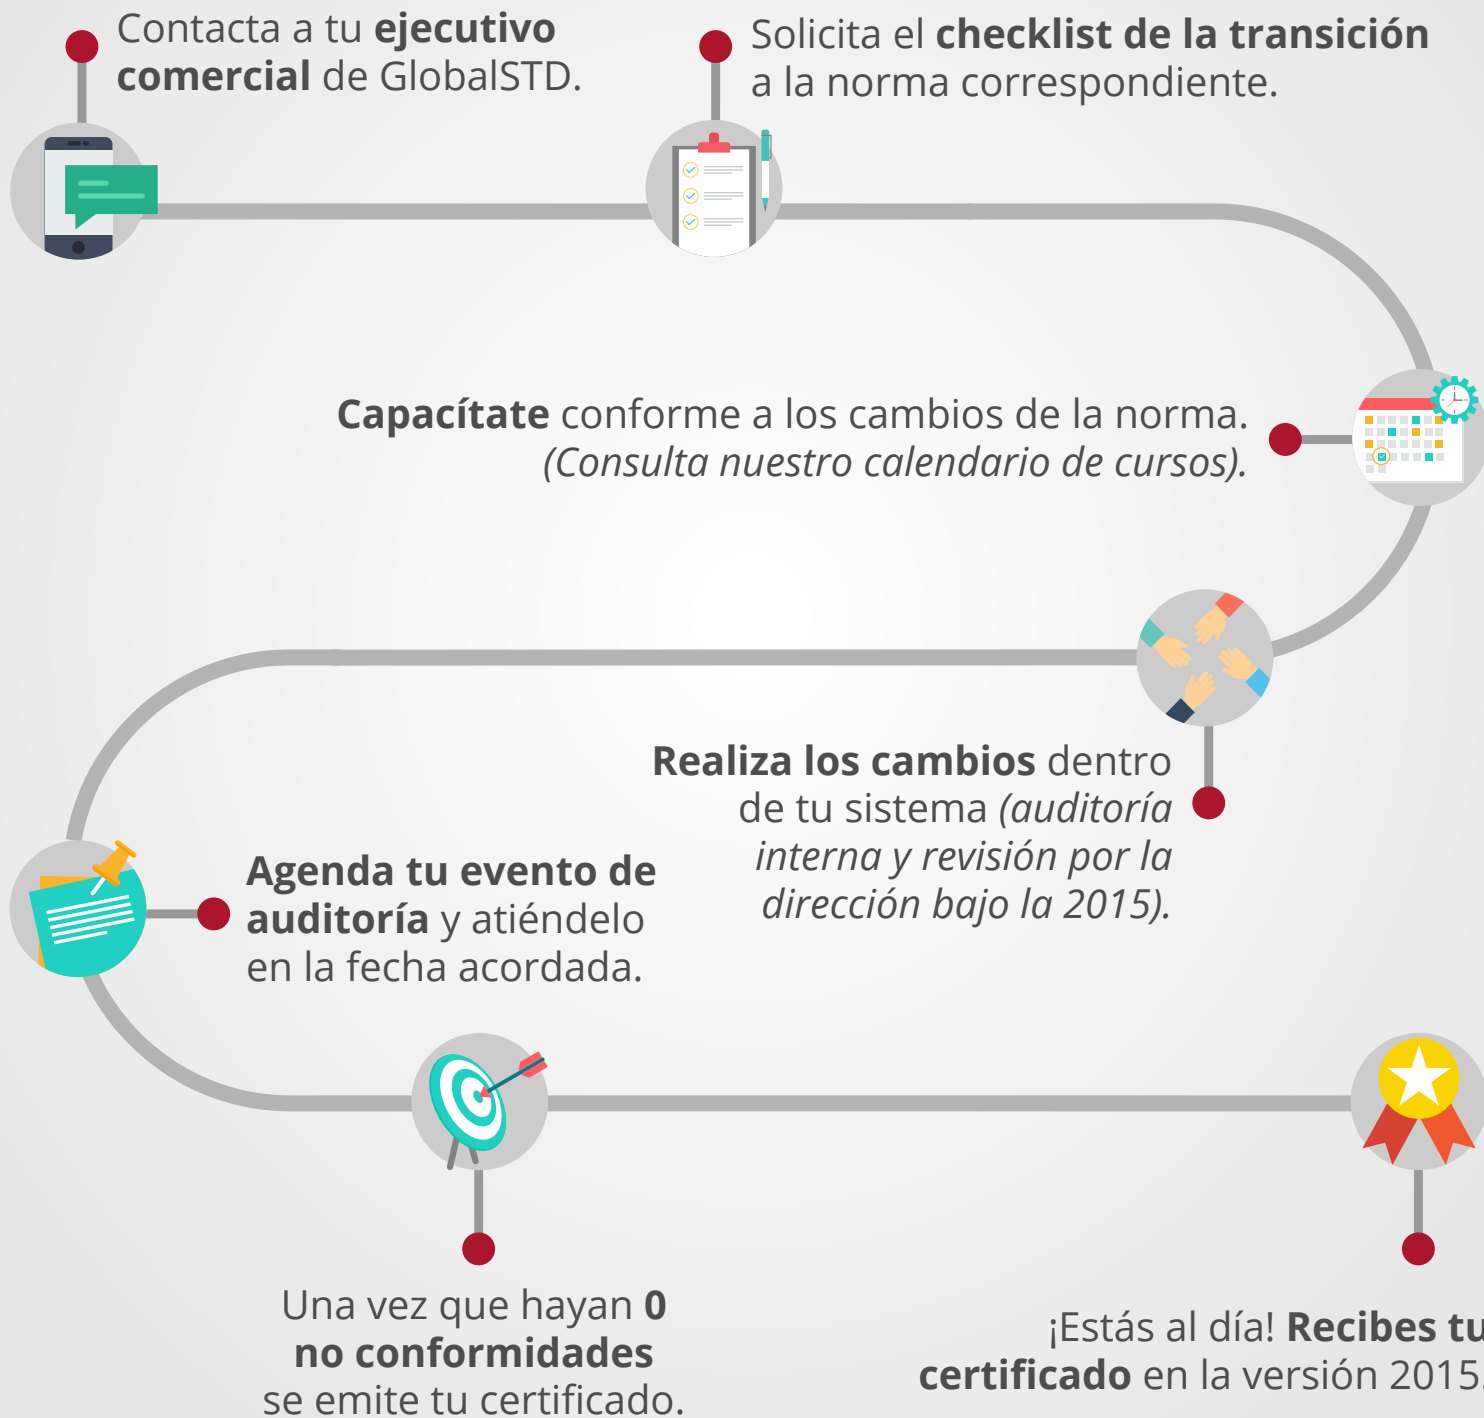 Contacta a tu ejecutivo
comercial de GlobalSTD.
Solicita el checklist de la transición
a la norma correspondiente.
Capacítate conforme a los cambios de la norma.
(Consulta nuestro calendario de cursos).
Realiza los cambios dentro
de tu sistema (auditoría
interna y revisión por la
dirección bajo la 2015).
Agenda tu evento de
auditoría y atiéndelo
en la fecha acordada.
Una vez que hayan 0
no conformidades
se emite tu certificado.
¡Estás al día! Recibes tu
certificado en la versión 2015.